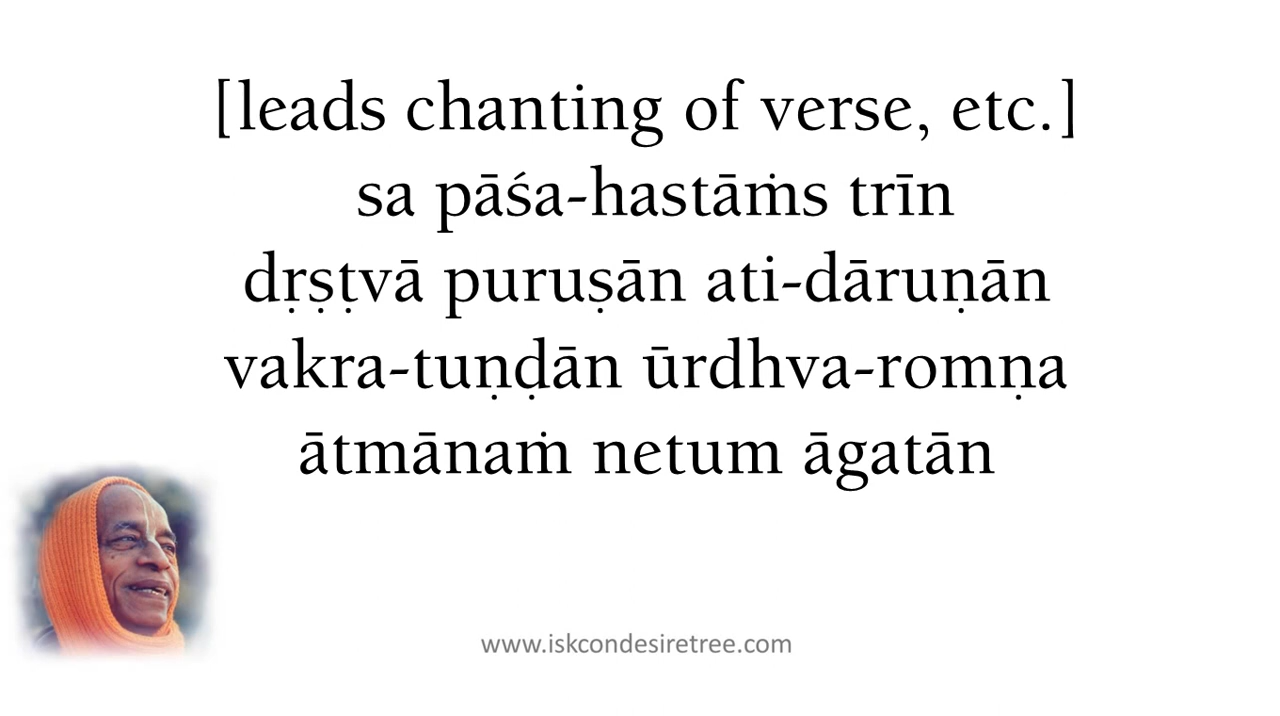 [leads chanting of verse, etc.]
sa pāśa-hastāṁs trīn
dṛṣṭvā puruṣān ati-dāruṇān
vakra-tuṇḍān ūrdhva-romṇa
ātmānaṁ netum āgatān
www.iskcondesiretree.com